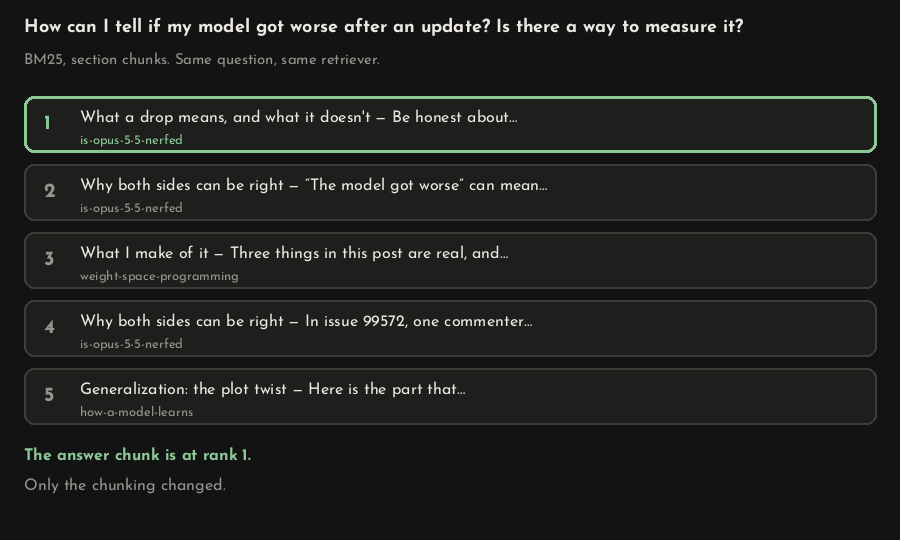 How can I tell if my model got worse after an update? Is there a way to measure it?
BM25, section chunks. Same question, same retriever.
1
What a drop means, and what it doesn't — Be honest about…
is-opus-5-5-nerfed
2
Why both sides can be right — “The model got worse” can mean…
is-opus-5-5-nerfed
3
What I make of it — Three things in this post are real, and…
weight-space-programming
4
Why both sides can be right — In issue 99572, one commenter…
is-opus-5-5-nerfed
5
Generalization: the plot twist — Here is the part that…
how-a-model-learns
The answer chunk is at rank 1.
Only the chunking changed.